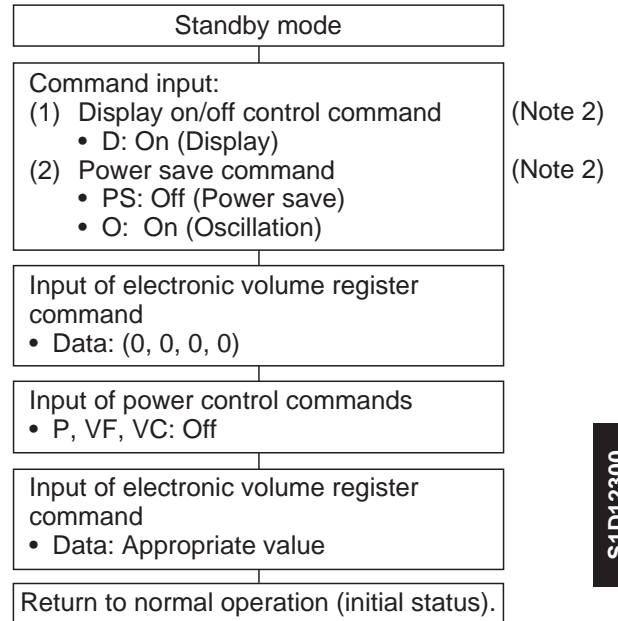 Standby mode
Command input:
(1) Display on/off control command (Note 2)
• D: On (Display)
(2) Power save command (Note 2)
• PS: Off (Power save)
• O: On (Oscillation)
Input of electronic volume register
command
• Data: (0, 0, 0, 0)
Input of power control commands
• P, VF, VC: Off
Input of electronic volume register
command
• Data: Appropriate value
Return to normal operation (initial status).
S1D12300